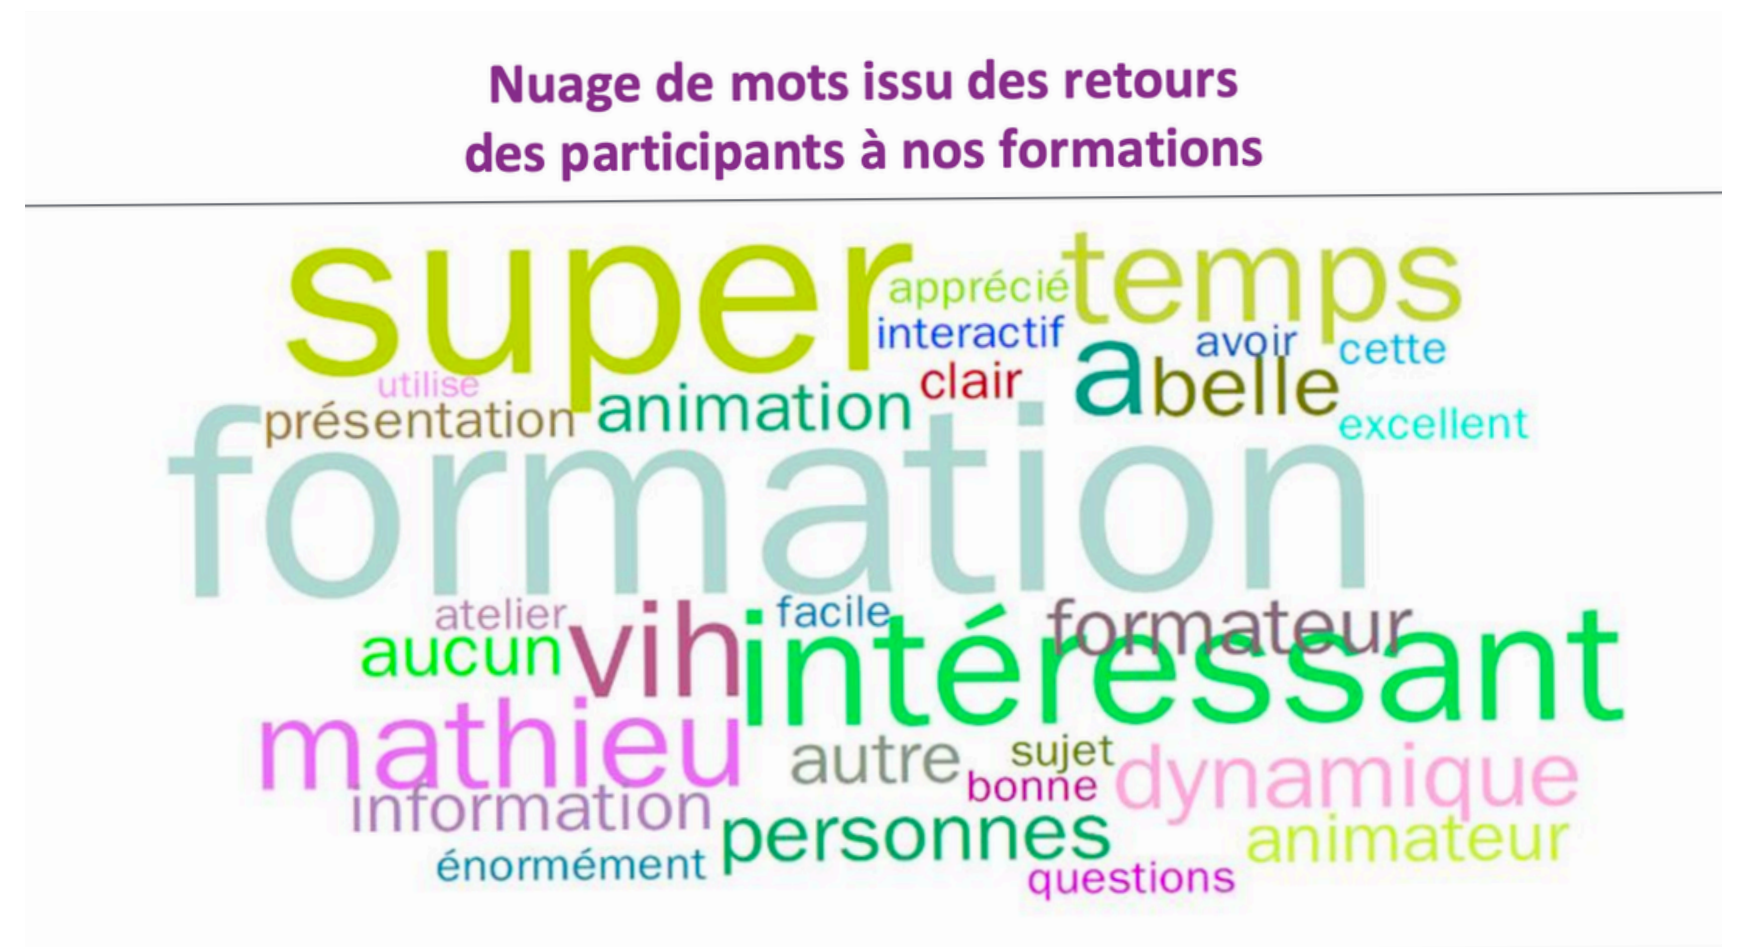 Nuage de mots issu des retours
des participants à nos formations
super
temps
apprécié
interactif
avoir
cette
a
belle
utilise
clair
présentation
animation
excellent
formation
atelier
facile
formateur
aucun
vih
intéressant
mathieu
autre
sujet
bonne
dynamique
information
personnes
animateur
énormément
questions